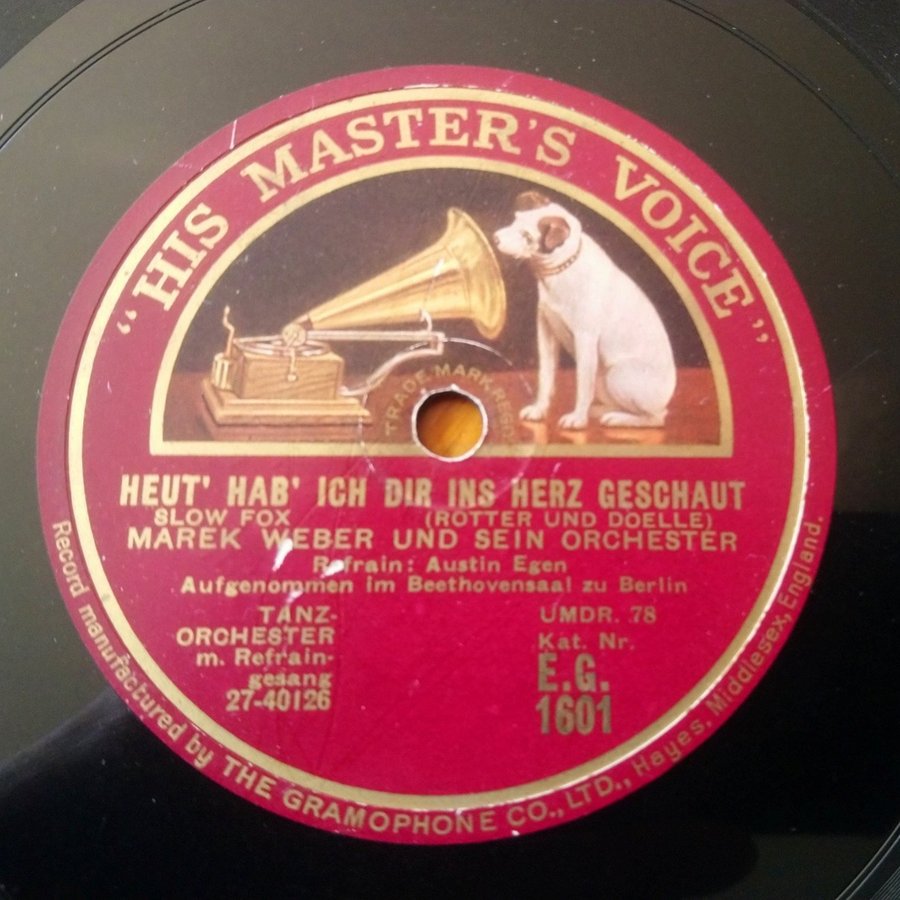 "HIS MASTER'S VOICE"
TRADE MARK REGD
HEUT' HAB' ICH DIR INS HERZ GESCHAUT
SLOW FOX (ROTTER UND DOELLE)
MAREK WEBER UND SEIN ORCHESTER
Refrain: Austin Egen
Aufgenommen im Beethovensaal zu Berlin
TANZ-
ORCHESTER
m. Refrain-
gesang
27-40126
UMDR. 78
Kat. Nr.
E.G.
1601
Record manufactured by THE GRAMOPHONE CO., LTD., Hayes, Middlesex, England.